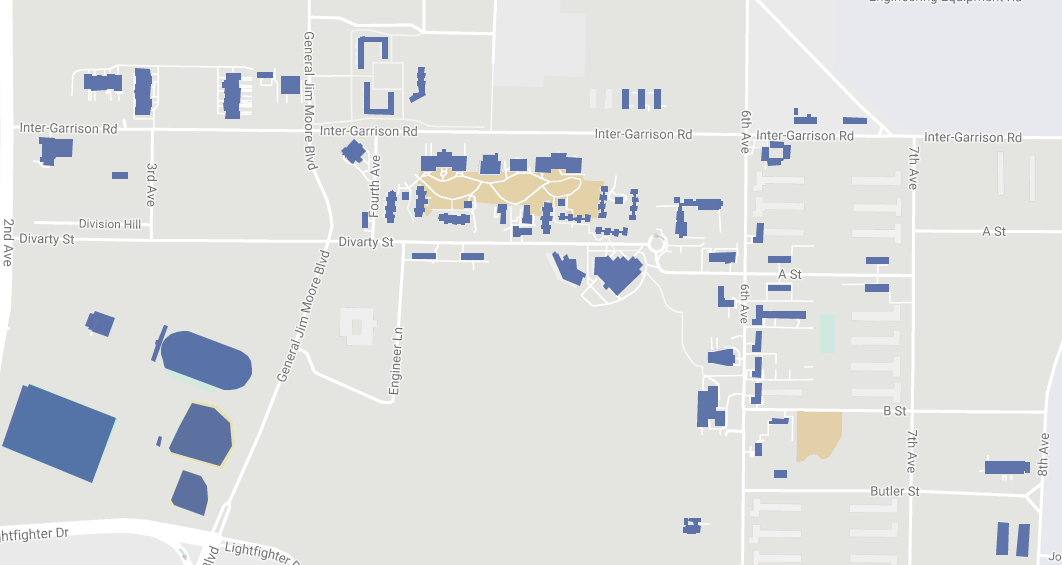 Engineering Equipment Rd
General Jim Moore Blvd
Inter-Garrison Rd
Inter-Garrison Rd
Inter-Garrison Rd
6th Ave
Inter-Garrison Rd
Inter-Garrison Rd
3rd Ave
Fourth Ave
7th Ave
2nd Ave
Division Hill
Divarty St
Divarty St
A St
A St
General Jim Moore Blvd
Engineer Ln
6th Ave
B St
7th Ave
8th Ave
Butler St
htfighter Dr
Blvd
Lightfighter D
Jo